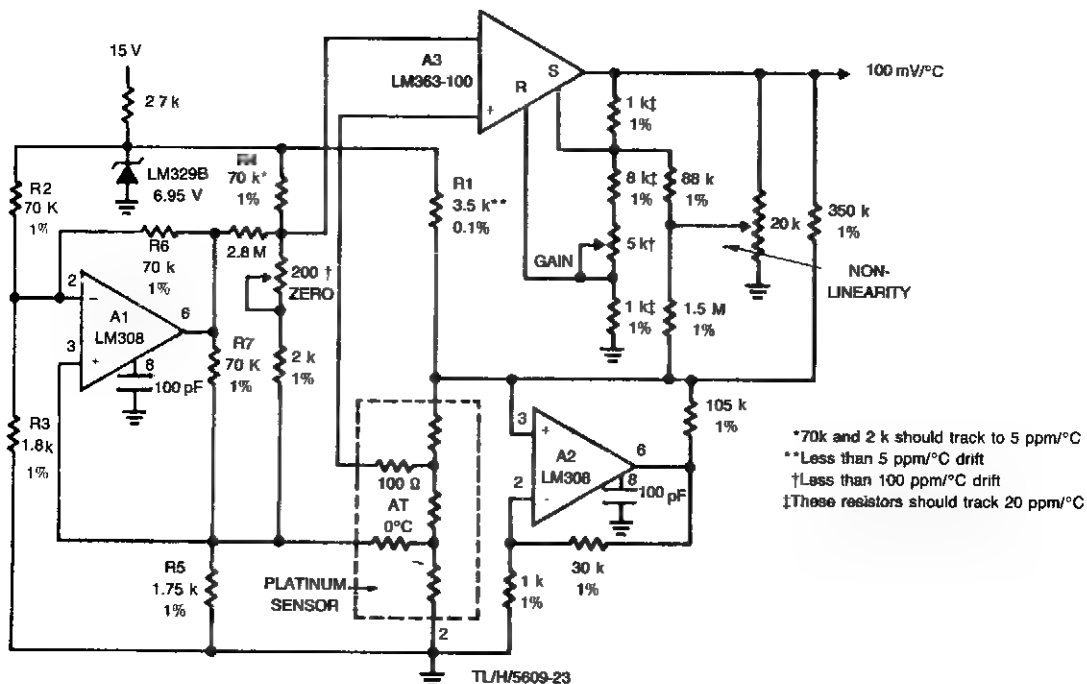 15 V
2 7 k
LM329B
6.95 V
R2
70 K
1%
R4
70 k*
1%
R6
70 k
1%
2.8 M
200 †
ZERO
A1
LM308
2
−
3
+
6
8
100 pF
R7
70 K
1%
2 k
1%
R3
1.8k
1%
R5
1.75 k
1%
A3
LM363-100
−
+
R
S
100 mV/°C
R1
3.5 k**
0.1%
1 k‡
1%
8 k‡
1%
5 k†
GAIN
1 k‡
1%
88 k
1%
1.5 M
1%
20 k
350 k
1%
NON-
LINEARITY
105 k
1%
3
+
2
-
A2
LM308
6
8
100 pF
30 k
1%
1 k
1%
100 Ω
AT
0°C
PLATINUM
SENSOR
2
*70k and 2 k should track to 5 ppm/°C
**Less than 5 ppm/°C drift
†Less than 100 ppm/°C drift
‡These resistors should track 20 ppm/°C
TL/H/5609-23